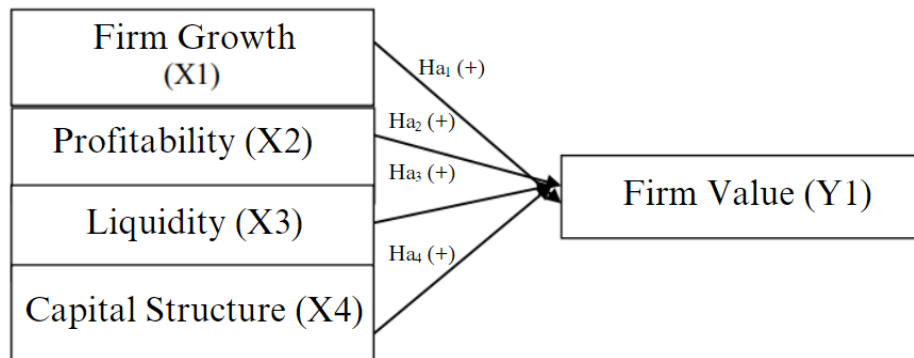 Firm Growth
(X1)
Ha₁ (+)
Profitability (X2)
Ha₂ (+)
Ha₃ (+)
Liquidity (X3)
Ha₄ (+)
Capital Structure (X4)
Firm Value (Y1)